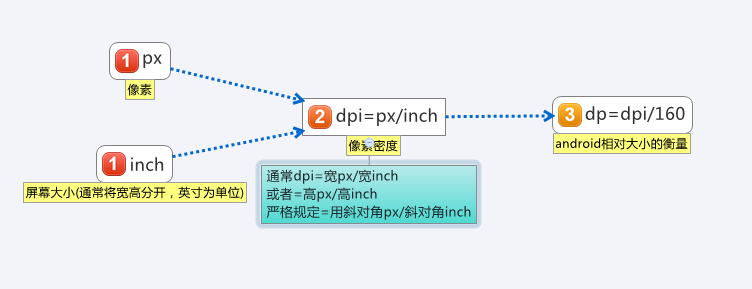 1 px
像素
1 inch
屏幕大小(通常将宽高分开，英寸为单位)
2 dpi=px/inch
像素密度
通常dpi=宽px/宽inch
或者=高px/高inch
严格规定=用斜对角px/斜对角inch
3 dp=dpi/160
android相对大小的衡量